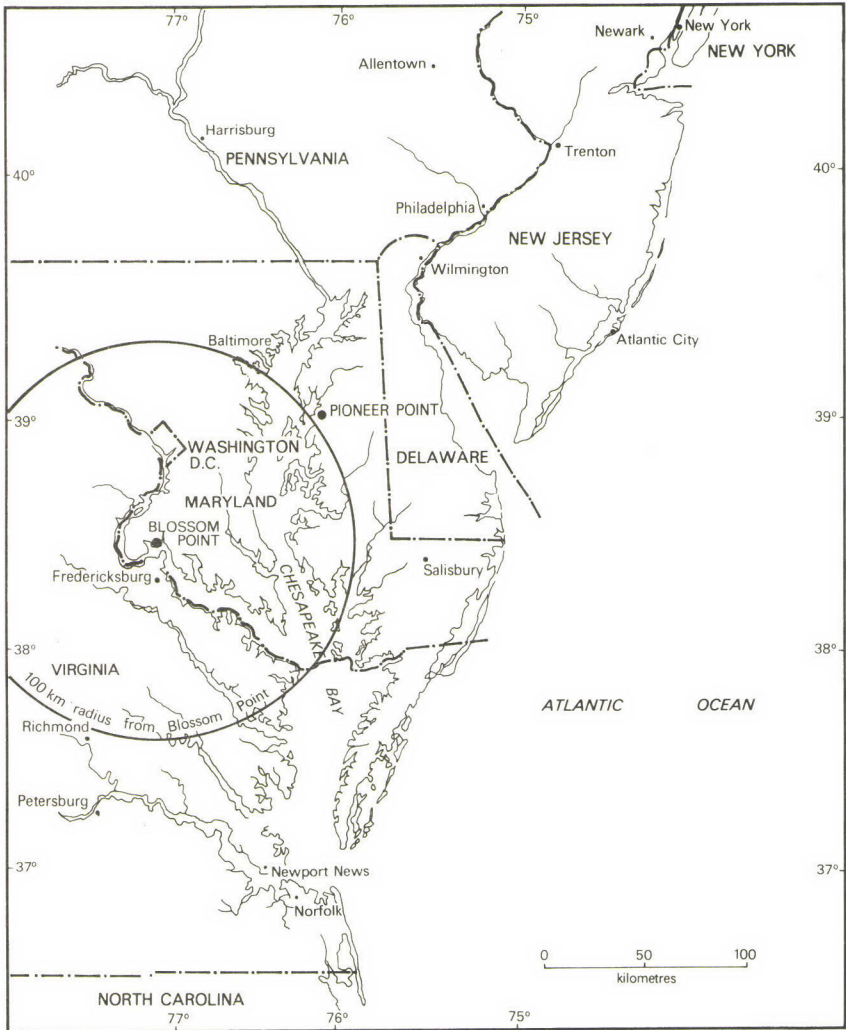 77°
76°
75°
Newark
New York
NEW YORK
Allentown
Harrisburg
PENNSYLVANIA
Trenton
40°
40°
Philadelphia
NEW JERSEY
Wilmington
Baltimore
Atlantic City
39°
PIONEER POINT
39°
WASHINGTON
D.C.
DELAWARE
MARYLAND
BLOSSOM
POINT
Fredericksburg
CHESAPEAKE
BAY
Salisbury
38°
38°
VIRGINIA
100 km radius from Blossom Point
ATLANTIC OCEAN
Richmond
Petersburg
37°
37°
Newport News
Norfolk
0 50 100
kilometres
NORTH CAROLINA
77°
76°
75°